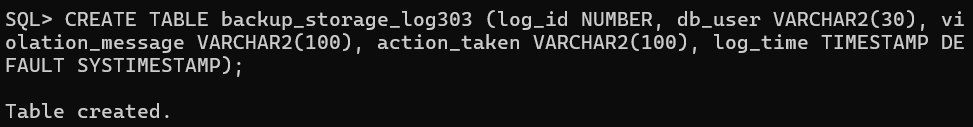 SQL> CREATE TABLE backup_storage_log303 (log_id NUMBER, db_user VARCHAR2(30), vi
olation_message VARCHAR2(100), action_taken VARCHAR2(100), log_time TIMESTAMP DE
FAULT SYSTIMESTAMP);
Table created.